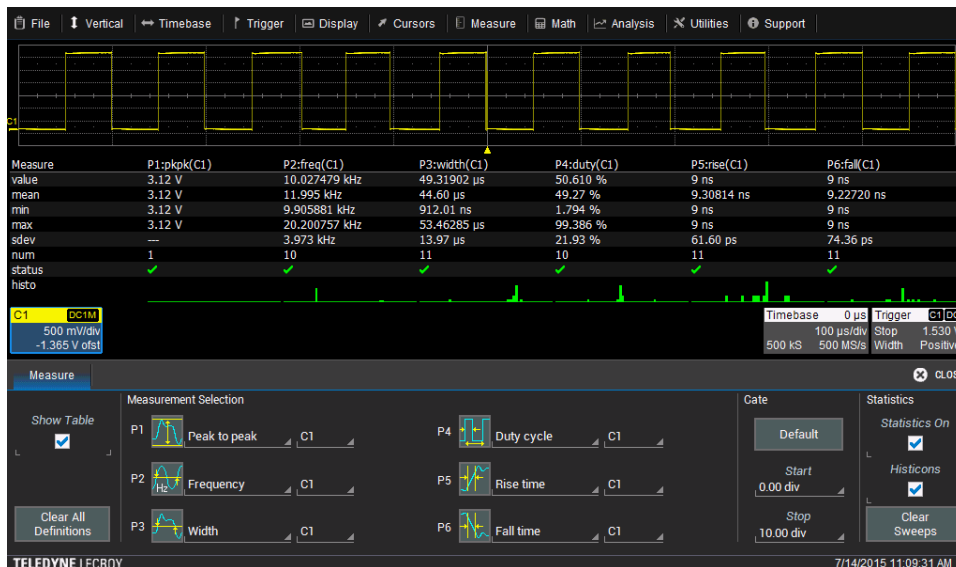 File Vertical Timebase Trigger Display Cursors Measure Math Analysis Utilities Support
C1
Measure P1:pkpk(C1) P2:freq(C1) P3:width(C1) P4:duty(C1) P5:rise(C1) P6:fall(C1)
value 3.12 V 10.027479 kHz 49.31902 µs 50.610 % 9 ns 9 ns
mean 3.12 V 11.995 kHz 44.60 µs 49.27 % 9.30814 ns 9.22720 ns
min 3.12 V 9.905881 kHz 912.01 ns 1.794 % 9 ns 9 ns
max 3.12 V 20.200757 kHz 53.46285 µs 99.386 % 9 ns 9 ns
sdev --- 3.973 kHz 13.97 µs 21.93 % 61.60 ps 74.36 ps
num 1 10 11 10 11 11
status
histo
C1 DC1M
500 mV/div
-1.365 V ofst
Timebase 0 µs
100 µs/div
500 kS 500 MS/s
Trigger C1 DC
Stop 1.530 V
Width Positive
Measure
CLOS
Show Table
Clear All
Definitions
Measurement Selection
P1 Peak to peak C1
P2 Hz Frequency C1
P3 Width C1
P4 Duty cycle C1
P5 Rise time C1
P6 Fall time C1
Gate
Default
Start
0.00 div
Stop
10.00 div
Statistics
Statistics On
Histicons
Clear
Sweeps
TELEDYNE LECROY
7/14/2015 11:09:31 AM